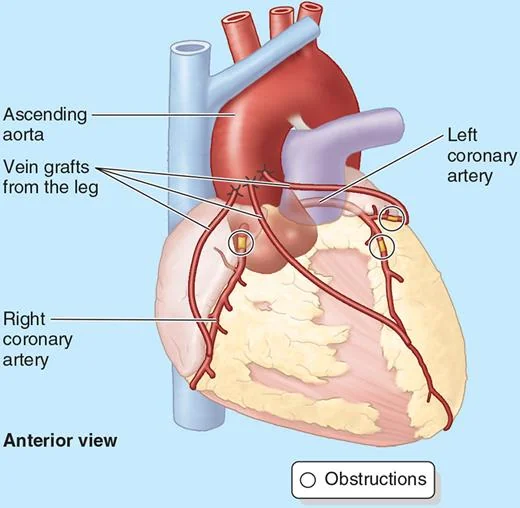 Ascending
aorta
Vein grafts
from the leg
Left
coronary
artery
Right
coronary
artery
Anterior view
Obstructions